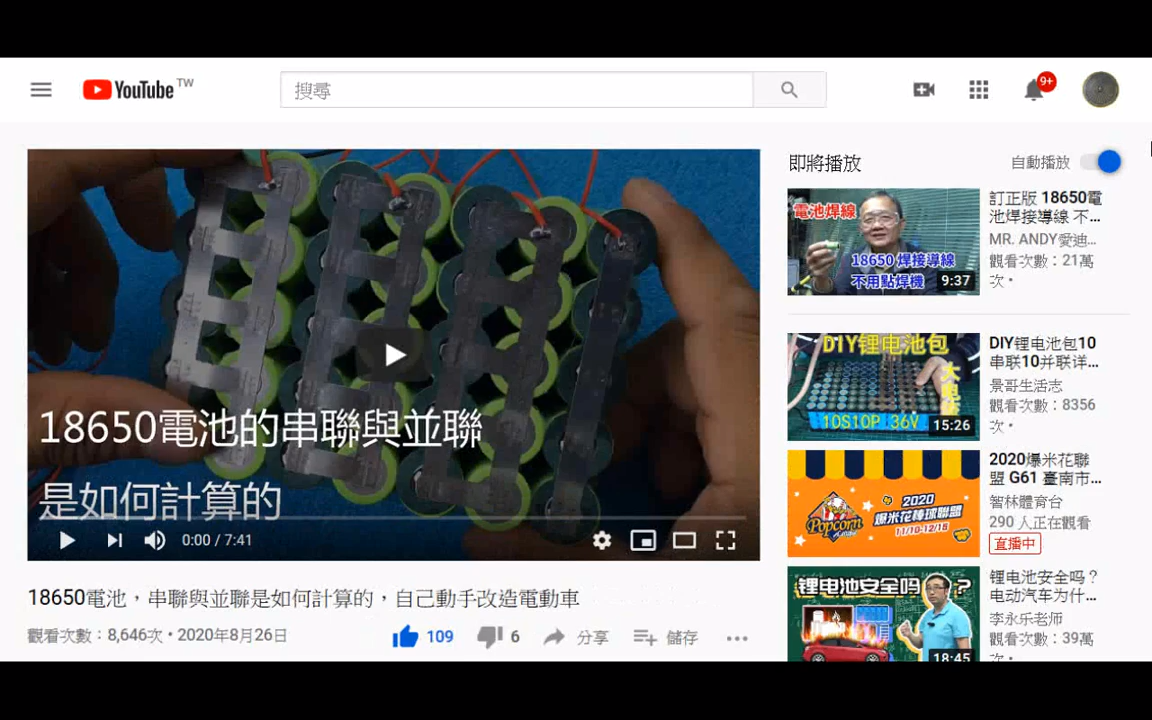 YouTube TW
搜尋
9+
18650電池的串聯與並聯
是如何計算的
0:00 / 7:41
18650電池，串聯與並聯是如何計算的，自己動手改造電動車
觀看次數：8,646次 • 2020年8月26日
109
6
分享
儲存
即將播放
自動播放
電池焊線
18650 焊接導線
不用點焊機
9:37
訂正版 18650電
池焊接導線 不...
MR. ANDY愛迪...
觀看次數：21萬
次 •
DIY锂电池包
大电
10S10P 36V
15:26
DIY锂电池包10
串联10并联详...
景哥生活志
觀看次數：8356
次 •
Popcorn
2020
爆米花棒球聯盟
11/10-12/18
2020爆米花聯
盟 G61 臺南市...
智林體育台
290 人正在觀看
直播中
锂电池安全吗？
18:45
锂电池安全吗？
电动汽车为什...
李永乐老师
觀看次數：39萬
次 •